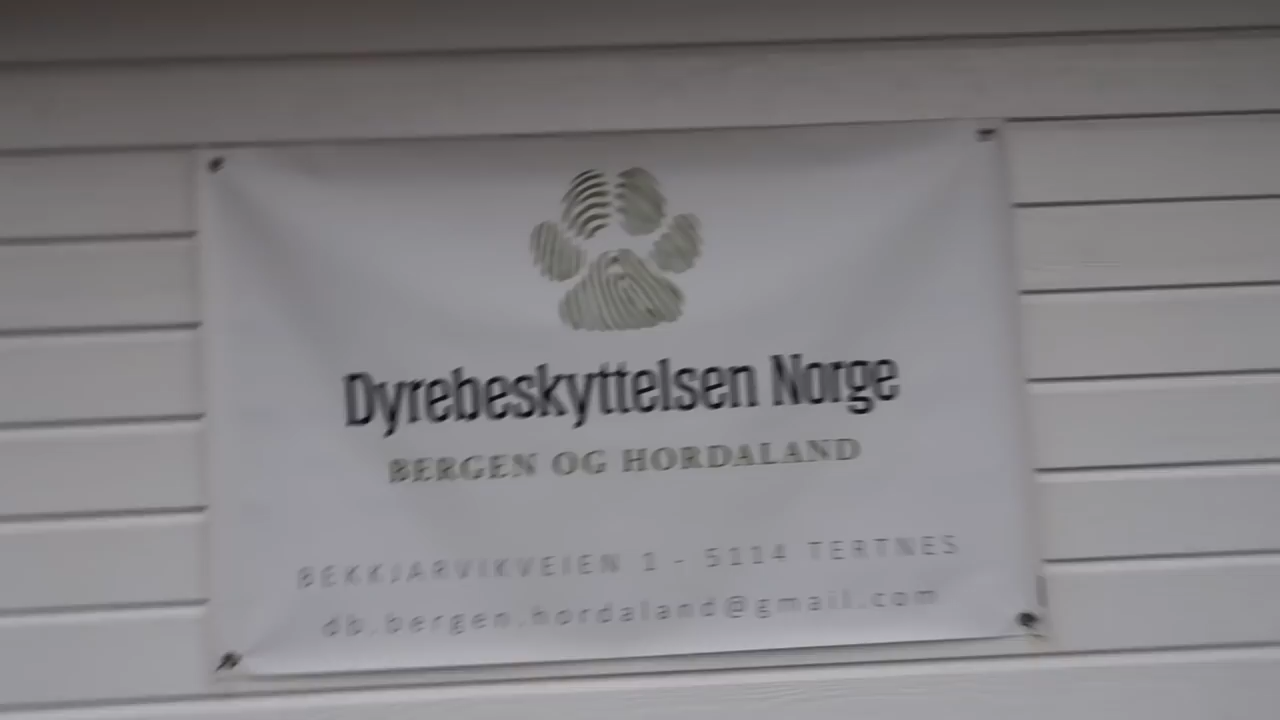 Dyrebeskyttelsen Norge
BERGEN OG HORDALAND
BEKKJARVIKVEIEN 1 - 5114 TERTNES
db.bergen.hordaland@gmail.com